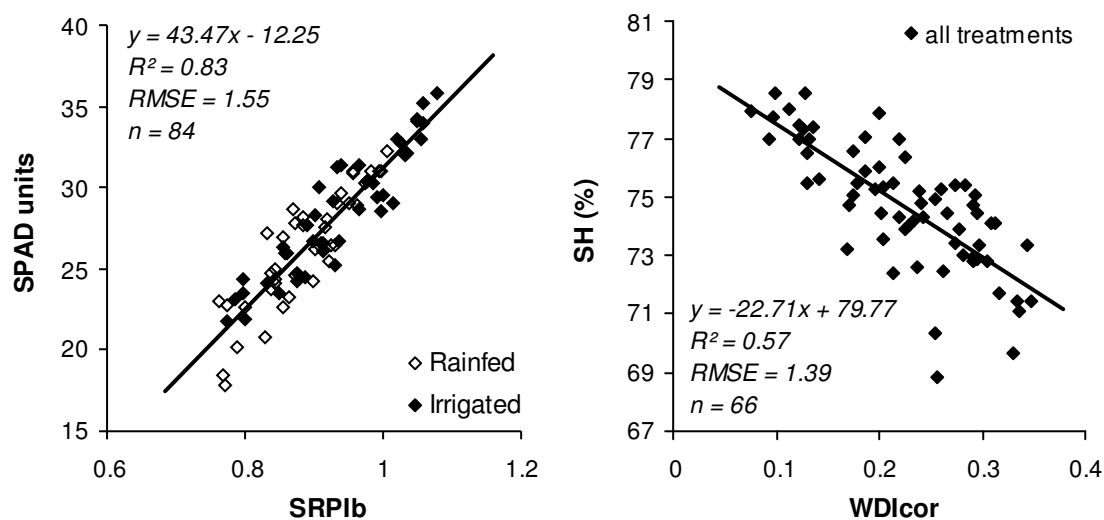 40
35
30
25
20
15
SPAD units
y = 43.47x - 12.25
R² = 0.83
RMSE = 1.55
n = 84
Rainfed
Irrigated
0.6
0.8
1
1.2
SRPIb
81
79
77
75
73
71
69
67
SH (%)
all treatments
y = -22.71x + 79.77
R² = 0.57
RMSE = 1.39
n = 66
0
0.1
0.2
0.3
0.4
WDIcor